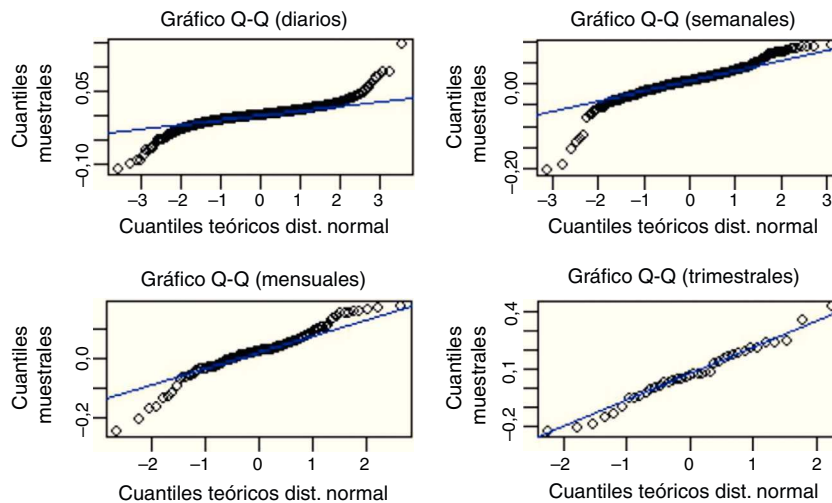 Gráfico Q-Q (diarios)
Cuantiles
muestrales
0,05
−0,10
−3 −2 −1 0 1 2 3
Cuantiles teóricos dist. normal
Gráfico Q-Q (semanales)
Cuantiles
muestrales
0,00
−0,20
−3 −2 −1 0 1 2 3
Cuantiles teóricos dist. normal
Gráfico Q-Q (mensuales)
Cuantiles
muestrales
0,0
−0,2
−2 −1 0 1 2
Cuantiles teóricos dist. normal
Gráfico Q-Q (trimestrales)
Cuantiles
muestrales
0,4
0,1
−0,2
−2 −1 0 1 2
Cuantiles teóricos dist. normal